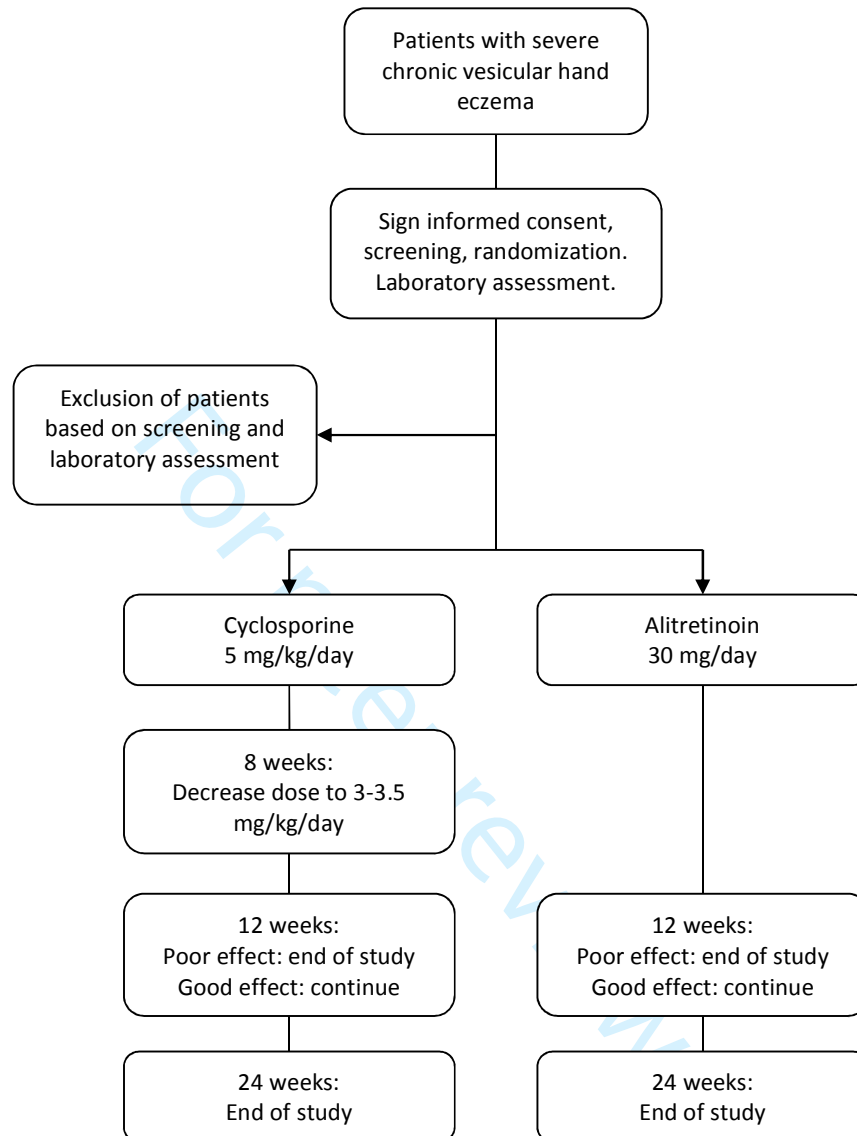 Patients with severe
chronic vesicular hand
eczema
Sign informed consent,
screening, randomization.
Laboratory assessment.
Exclusion of patients
based on screening and
laboratory assessment
Cyclosporine
5 mg/kg/day
Alitretinoin
30 mg/day
8 weeks:
Decrease dose to 3-3.5
mg/kg/day
12 weeks:
Poor effect: end of study
Good effect: continue
12 weeks:
Poor effect: end of study
Good effect: continue
24 weeks:
End of study
24 weeks:
End of study
For peer review